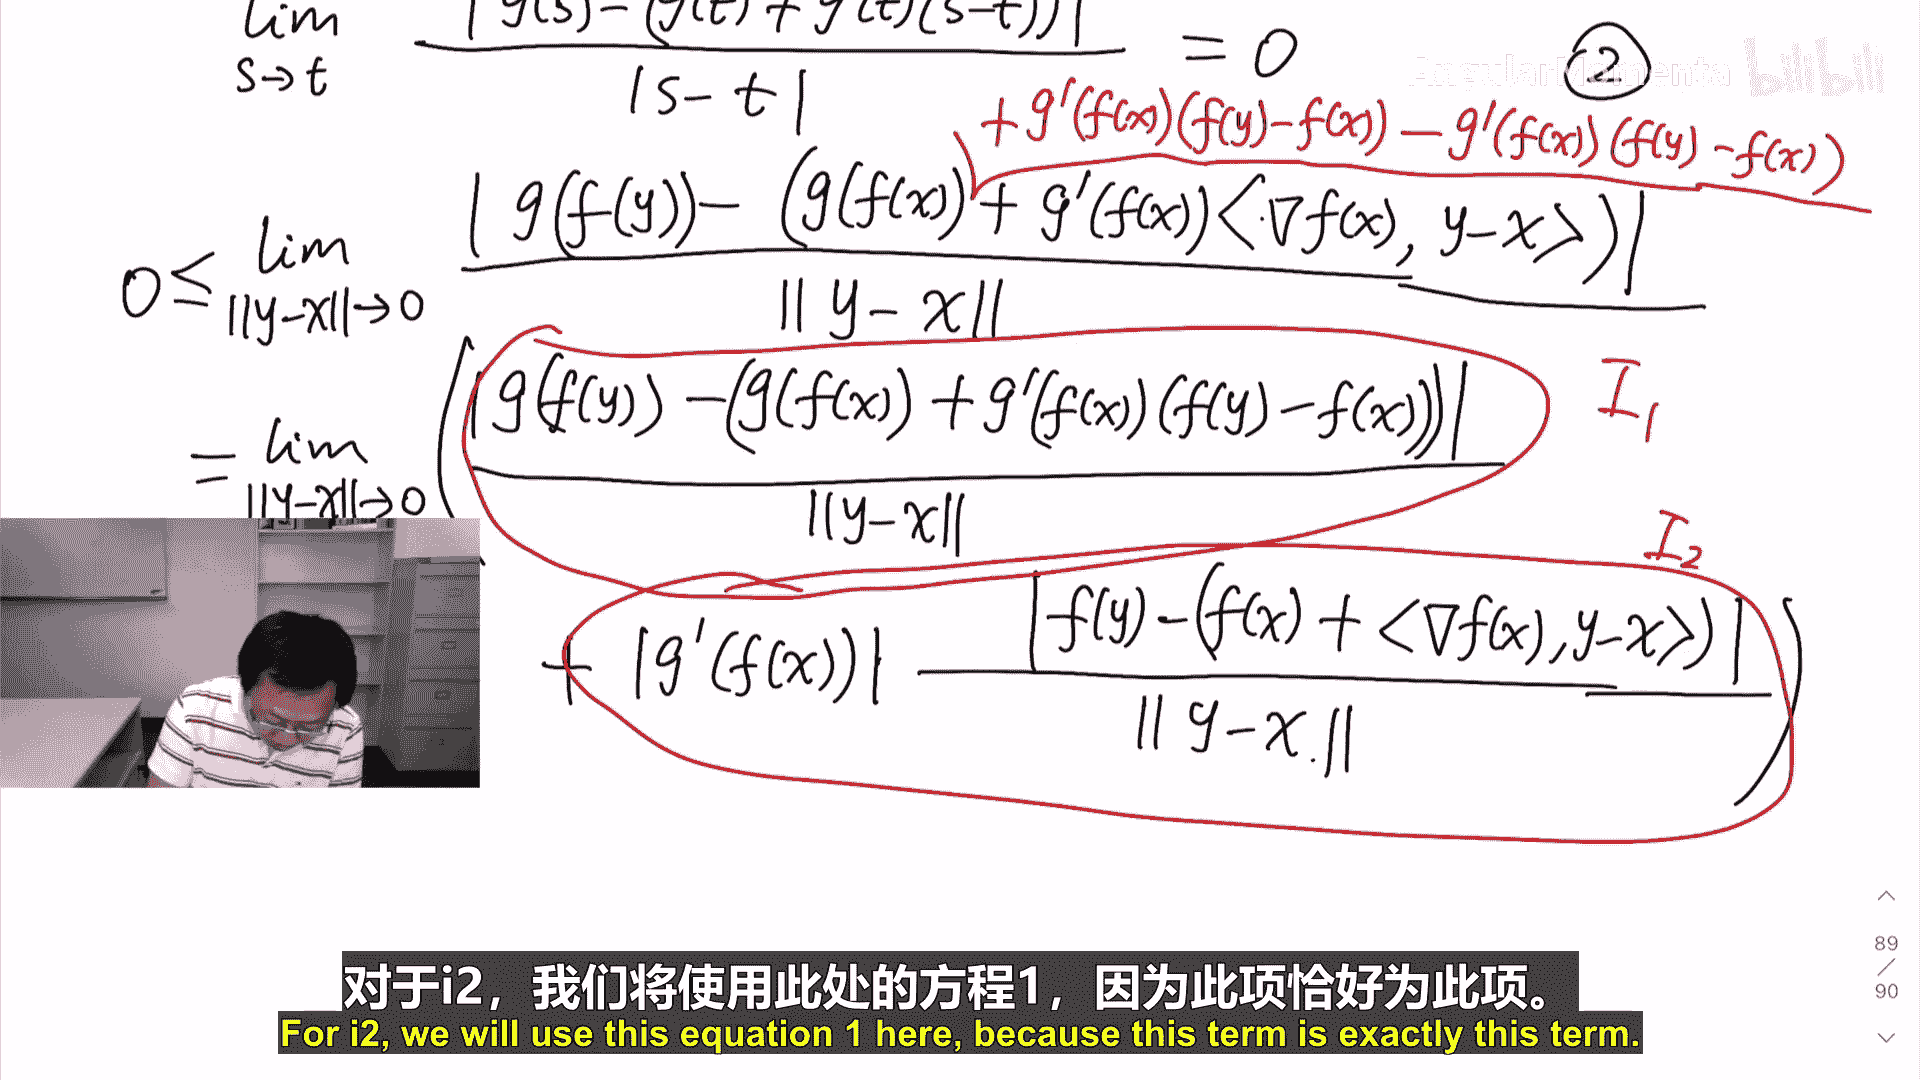 lim |g(s)-(g(t)+g'(t)(s-t))|
s→t |s-t| = 0 ②
AngularMomenta bilibili
+g'(f(x))(f(y)-f(x)) - g'(f(x))(f(y)-f(x))
|g(f(y))-(g(f(x))+g'(f(x))<∇f(x), y-x>)|
0 ≤ lim
||y-x||→0 ||y-x||
(|g(f(y))-(g(f(x))+g'(f(x))(f(y)-f(x)))| I₁
= lim
||y-x||→0 ||y-x||
I₂
+ |g'(f(x))| |f(y)-(f(x)+<∇f(x),y-x>)| )
||y-x||
89
/
90
对于i2，我们将使用此处的方程1，因为此项恰好为此项。
For i2, we will use this equation 1 here, because this term is exactly this term.